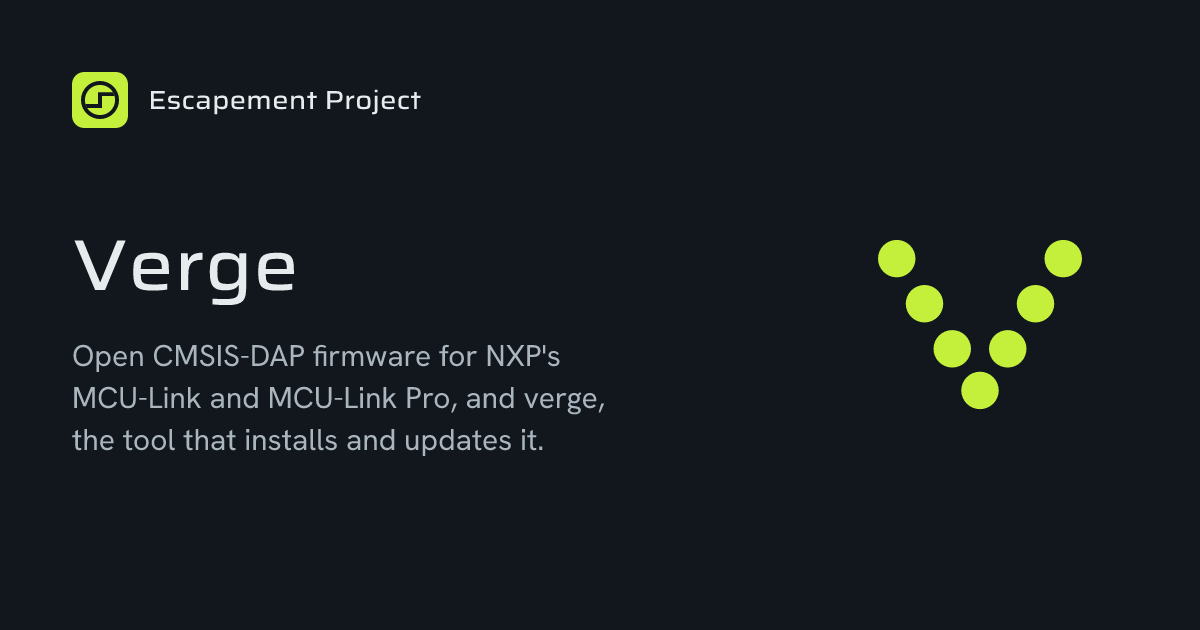 Escapement Project
Verge
Open CMSIS-DAP firmware for NXP's
MCU-Link and MCU-Link Pro, and verge,
the tool that installs and updates it.